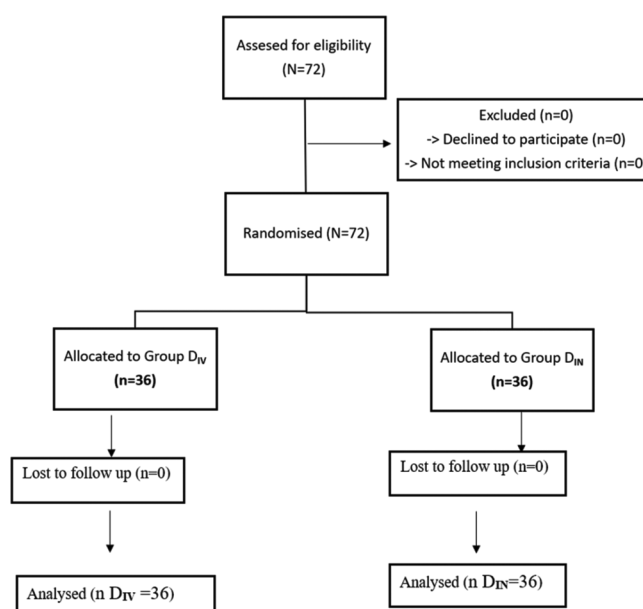 Assesed for eligibility
(N=72)
Excluded (n=0)
-> Declined to participate (n=0)
-> Not meeting inclusion criteria (n=0
Randomised (N=72)
Allocated to Group DIV
(n=36)
Allocated to Group DIN
(n=36)
Lost to follow up (n=0)
Lost to follow up (n=0)
Analysed (n DIV =36)
Analysed (n DIN=36)